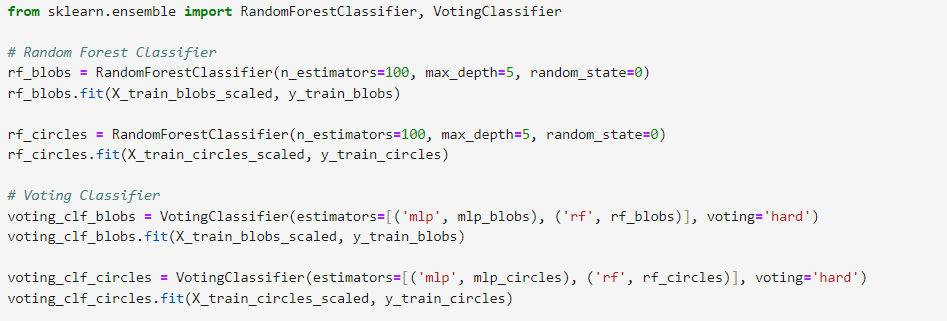 from sklearn.ensemble import RandomForestClassifier, VotingClassifier
# Random Forest Classifier
rf_blobs = RandomForestClassifier(n_estimators=100, max_depth=5, random_state=0)
rf_blobs.fit(X_train_blobs_scaled, y_train_blobs)
rf_circles = RandomForestClassifier(n_estimators=100, max_depth=5, random_state=0)
rf_circles.fit(X_train_circles_scaled, y_train_circles)
# Voting Classifier
voting_clf_blobs = VotingClassifier(estimators=[('mlp', mlp_blobs), ('rf', rf_blobs)], voting='hard')
voting_clf_blobs.fit(X_train_blobs_scaled, y_train_blobs)
voting_clf_circles = VotingClassifier(estimators=[('mlp', mlp_circles), ('rf', rf_circles)], voting='hard')
voting_clf_circles.fit(X_train_circles_scaled, y_train_circles)